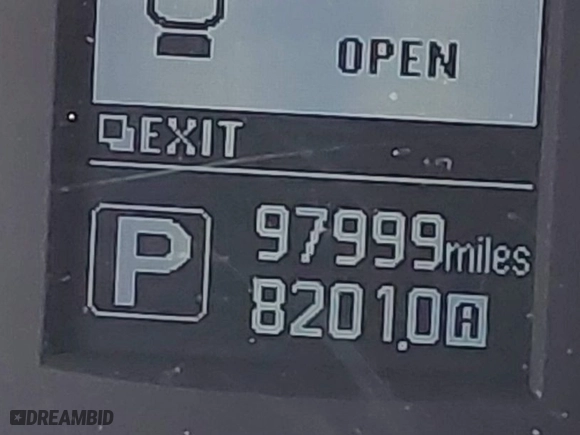 OPEN
EXIT
P
97999miles
8201.0A
DREAMBID